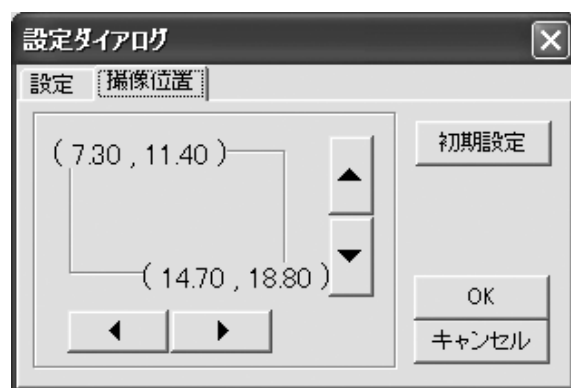 設定ダイアログ
設定 撮像位置
( 7.30 , 11.40 )
初期設定
( 14.70 , 18.80 )
OK
キャンセル